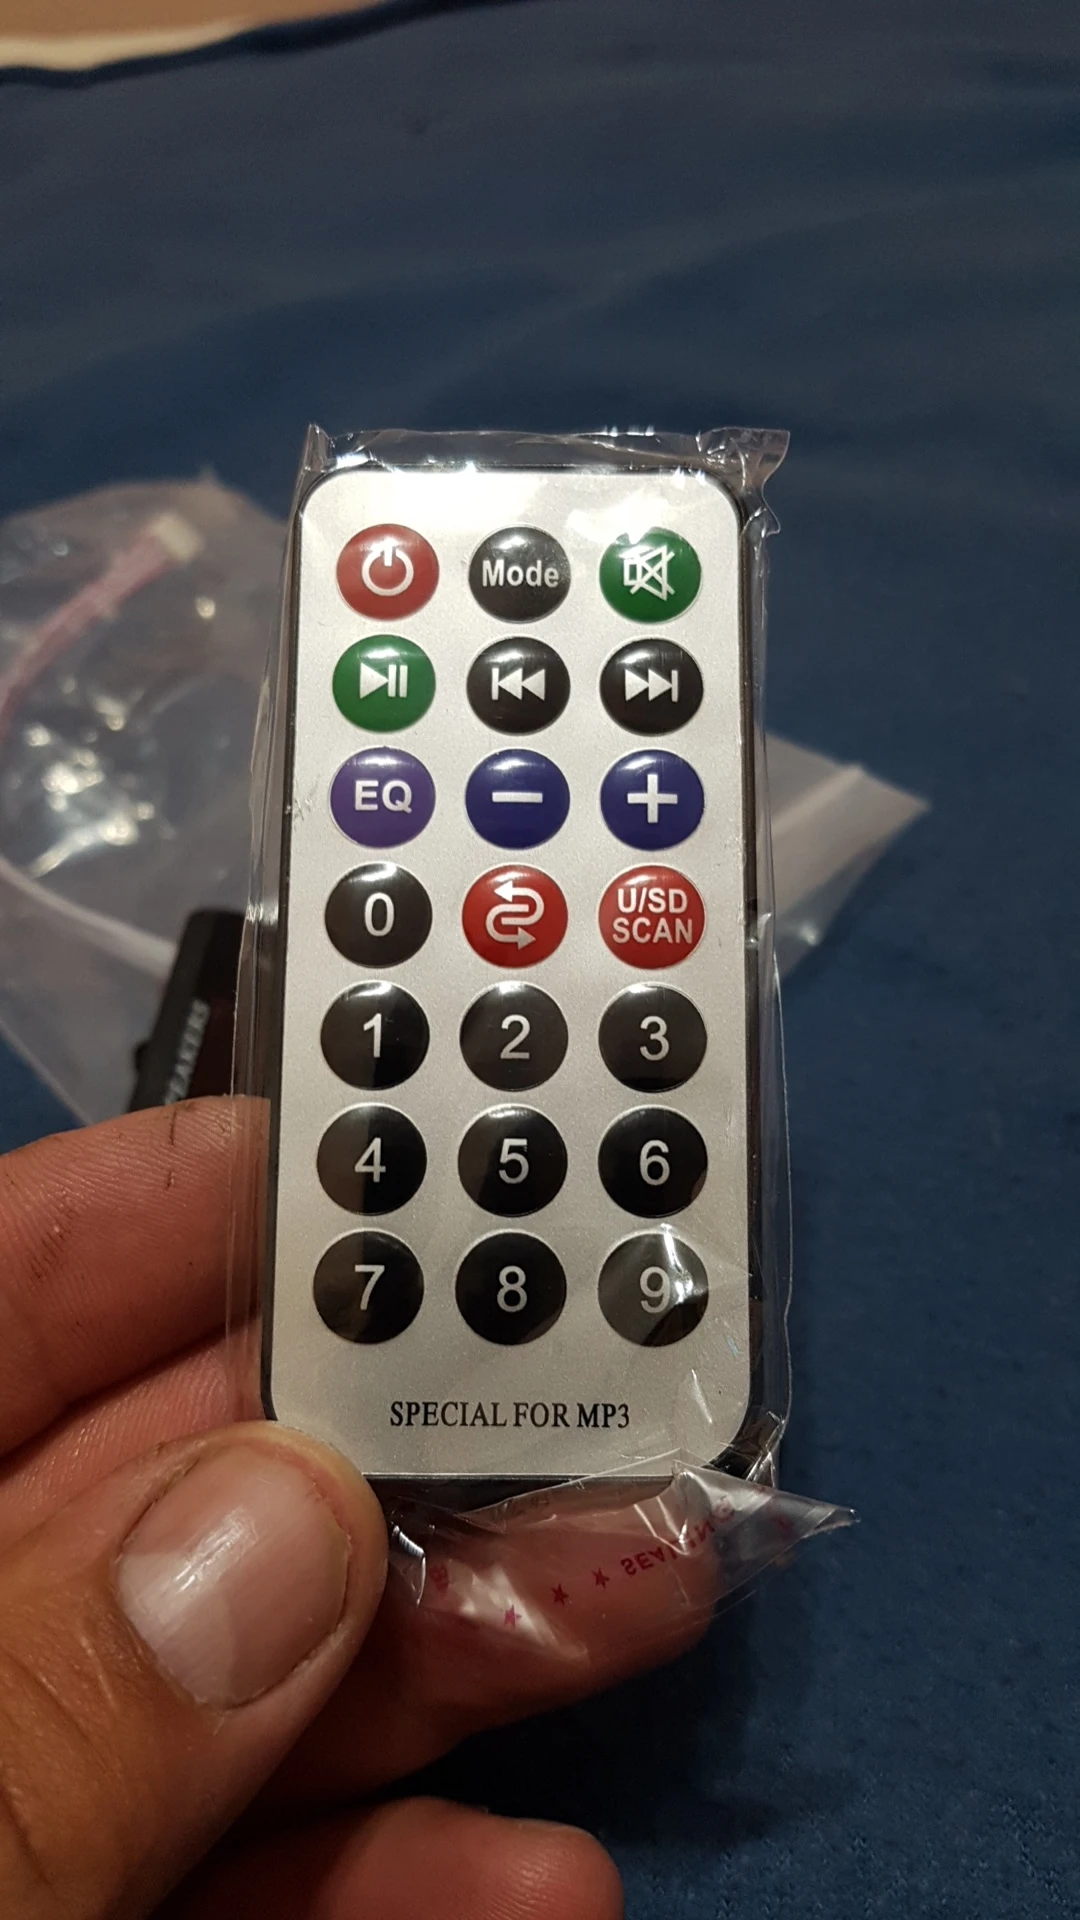 Mode
EQ
0
U/SD
SCAN
1 2 3
4 5 6
7 8 9
SPECIAL FOR MP3